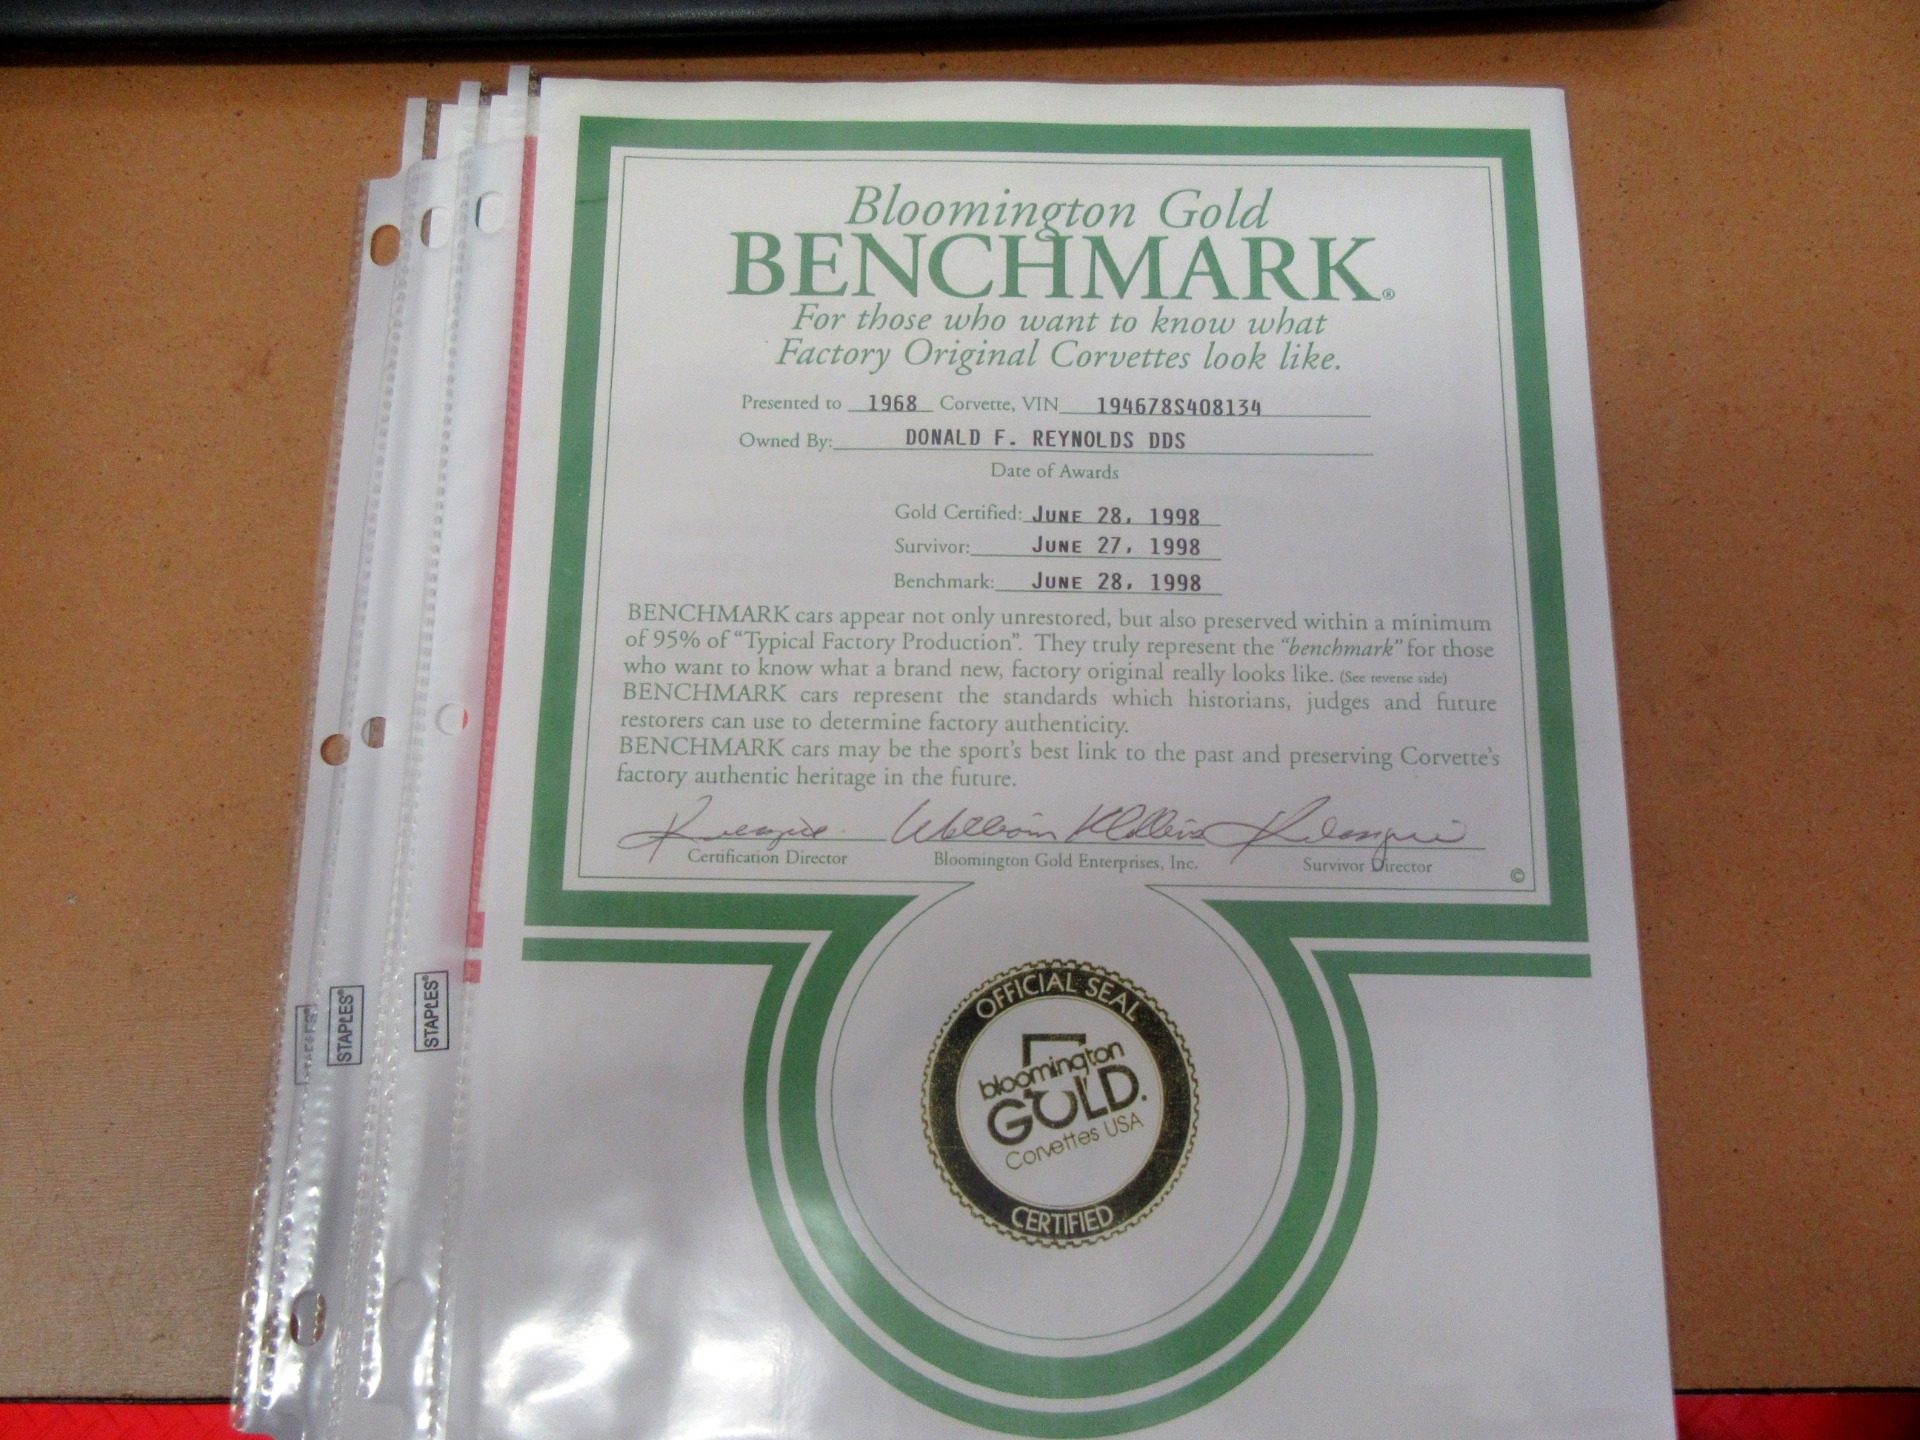 Bloomington Gold
BENCHMARK®
For those who want to know what
Factory Original Corvettes look like.
Presented to 1968 Corvette, VIN 194678S408134
Owned By: DONALD F. REYNOLDS DDS
Date of Awards
Gold Certified: JUNE 28, 1998
Survivor: JUNE 27, 1998
Benchmark: JUNE 28, 1998
BENCHMARK cars appear not only unrestored, but also preserved within a minimum
of 95% of “Typical Factory Production”. They truly represent the “benchmark” for those
who want to know what a brand new, factory original really looks like. (See reverse side)
BENCHMARK cars represent the standards which historians, judges and future
restorers can use to determine factory authenticity.
BENCHMARK cars may be the sport's best link to the past and preserving Corvette's
factory authentic heritage in the future.
Certification Director Bloomington Gold Enterprises, Inc. Survivor Director
©
OFFICIAL SEAL
bloomington
GOLD.
Corvettes USA
CERTIFIED
STAPLES®
STAPLES®